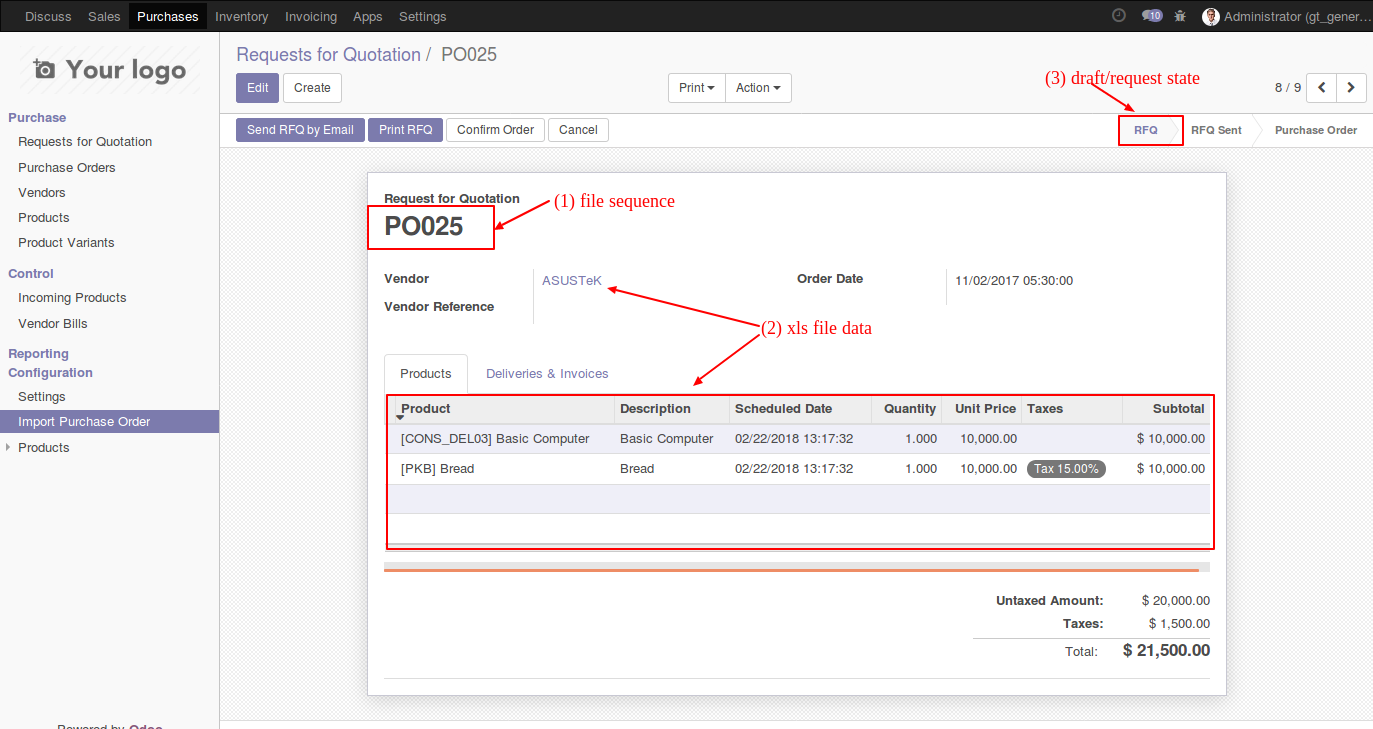 Discuss Sales Purchases Inventory Invoicing Apps Settings 10 Administrator (gt_gener...
Your logo
Requests for Quotation / PO025
(3) draft/request state
Edit Create Print Action 8 / 9
Send RFQ by Email Print RFQ Confirm Order Cancel RFQ RFQ Sent Purchase Order
Purchase
Requests for Quotation
Purchase Orders
Vendors
Products
Product Variants
Control
Incoming Products
Vendor Bills
Reporting
Configuration
Settings
Import Purchase Order
Products
Powered by Odoo
Request for Quotation
(1) file sequence
PO025
Vendor ASUSTeK Order Date 11/02/2017 05:30:00
Vendor Reference
(2) xls file data
Products Deliveries & Invoices
Product Description Scheduled Date Quantity Unit Price Taxes Subtotal
[CONS_DEL03] Basic Computer Basic Computer 02/22/2018 13:17:32 1.000 10,000.00 $ 10,000.00
[PKB] Bread Bread 02/22/2018 13:17:32 1.000 10,000.00 Tax 15.00% $ 10,000.00
Untaxed Amount: $ 20,000.00
Taxes: $ 1,500.00
Total: $ 21,500.00